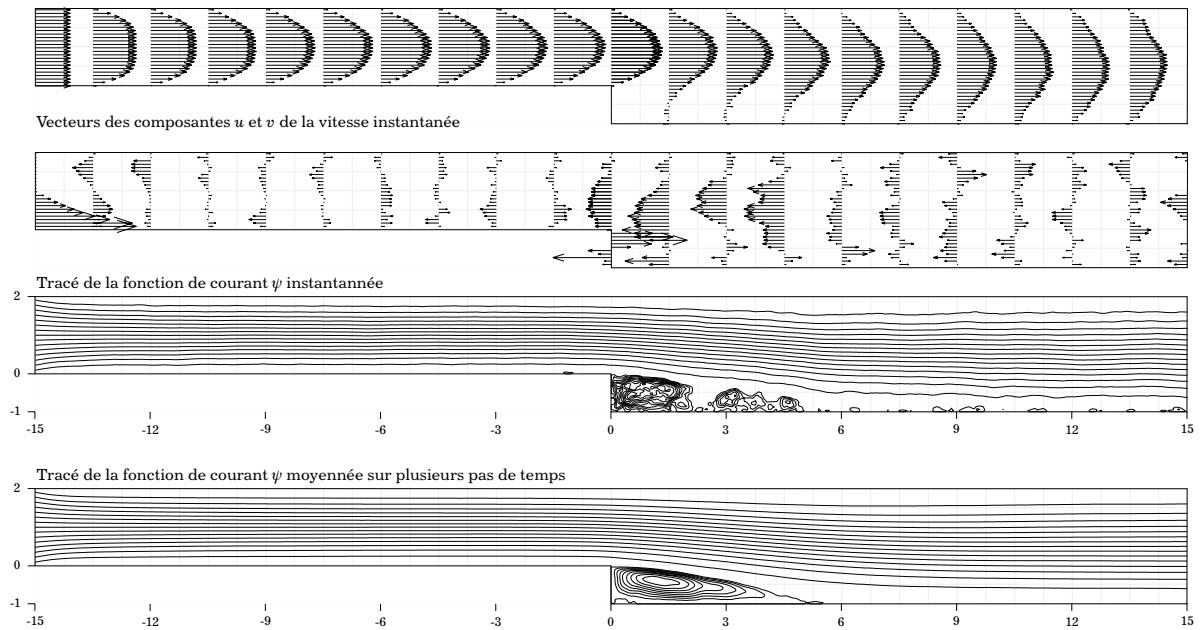 Vecteurs des composantes u et v de la vitesse instantanée
Tracé de la fonction de courant ψ instantannée
2
0
-1
-15 -12 -9 -6 -3 0 3 6 9 12 15
Tracé de la fonction de courant ψ moyennée sur plusieurs pas de temps
2
0
-1
-15 -12 -9 -6 -3 0 3 6 9 12 15